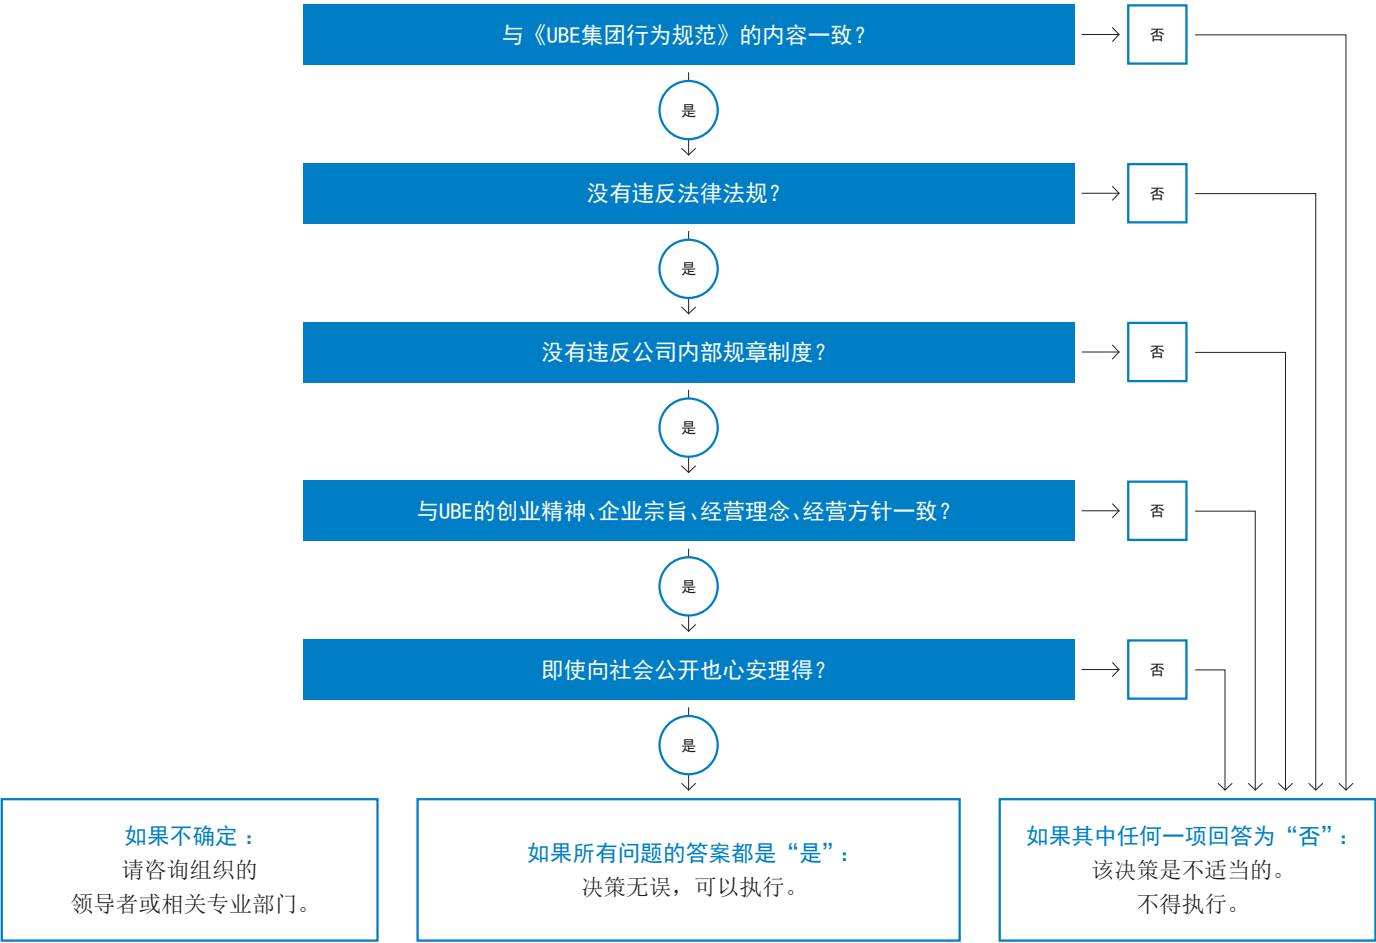 与《UBE集团行为规范》的内容一致？
否
是
没有违反法律法规？
否
是
没有违反公司内部规章制度？
否
是
与UBE的创业精神、企业宗旨、经营理念、经营方针一致？
否
是
即使向社会公开也心安理得？
否
是
如果不确定：
请咨询组织的
领导者或相关专业部门。
如果所有问题的答案都是“是”：
决策无误，可以执行。
如果其中任何一项回答为“否”：
该决策是不适当的。
不得执行。